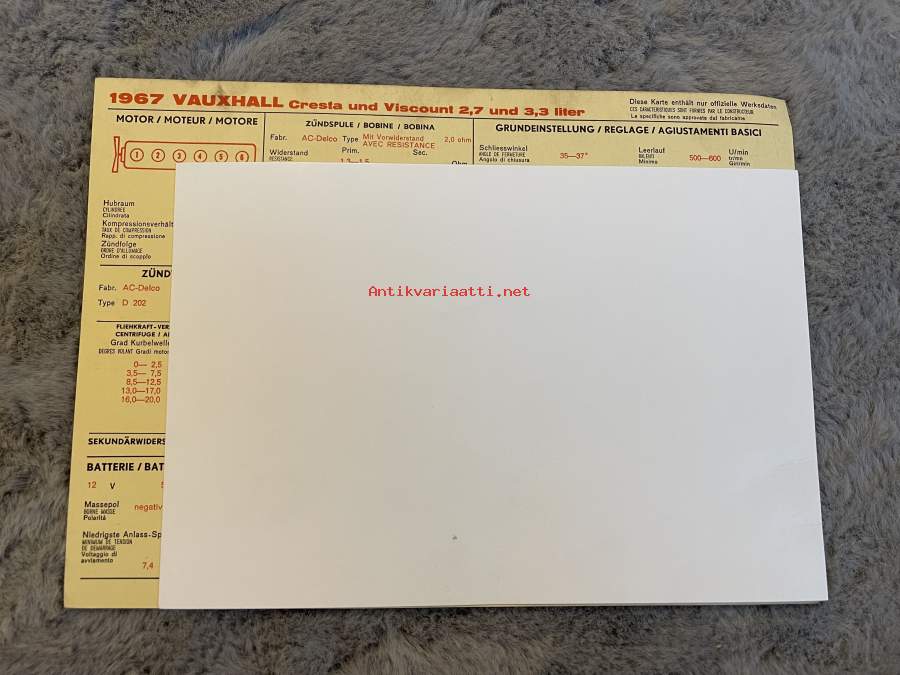 1967 VAUXHALL Cresta und Viscount 2,7 und 3,3 liter
Diese Karte enthält nur offizielle Werksdaten
CES CARACTERISTIQUES SONT FORMES PAR LE CONSTRUCTEUR
Le specifiche sono approvate dal fabricante
MOTOR / MOTEUR / MOTORE
1 2 3 4 5 6
Hubraum
CYLINDREE
Cilindrata
Kompressionsverhält
TAUX DE COMPRESSION
Rapp. di compressione
Zündfolge
ORDRE D'ALLUMAGE
Ordine di scoppio
ZÜND
Fabr. AC-Delco
Type D 202
FLIEHKRAFT-VER
CENTRIFUGE / A
Grad Kurbelwelle
DEGRES VOLANT Gradi motor
0— 2,5
3,5— 7,5
8,5—12,5
13,0—17,0
16,0—20,0
SEKUNDÄRWIDERS
BATTERIE / BAT
12 V
Massepol negativ
BORNE MASSE
Polarità
Niedrigste Anlass-Sp
MINIMUM DE TENSION
DE DEMARRAGE
Voltaggio di
avviamento
7,4
ZÜNDSPULE / BOBINE / BOBINA
Fabr. AC-Delco Type Mit Vorwiderstand 2,0 ohm
AVEC RESISTANCE
Widerstand Prim. Sec.
RESISTANCE
1,3—1,5 Ohm
GRUNDEINSTELLUNG / REGLAGE / AGIUSTAMENTI BASICI
Schliesswinkel
ANGLE DE FERMETURE
Angolo di chiusura
35—37°
Leerlauf
RALENTI
Minimo
500—600
U/min
tr/mn
Giri/min
Antikvariaatti.net